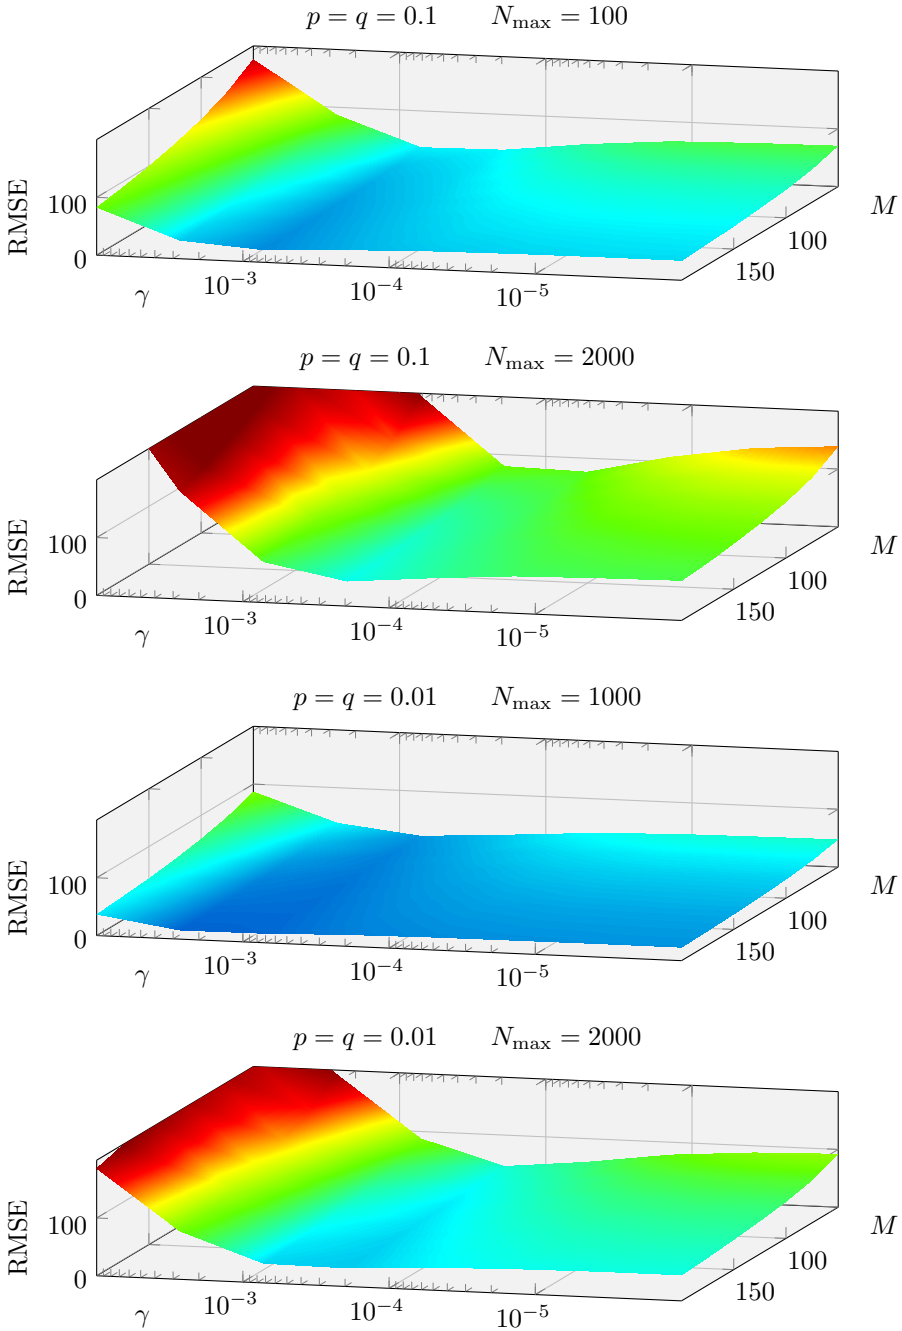 p = q = 0.1 N_max = 100
RMSE
100
0
γ
10^−3
10^−4
10^−5
150
100
M
p = q = 0.1 N_max = 2000
RMSE
100
0
γ
10^−3
10^−4
10^−5
150
100
M
p = q = 0.01 N_max = 1000
RMSE
100
0
γ
10^−3
10^−4
10^−5
150
100
M
p = q = 0.01 N_max = 2000
RMSE
100
0
γ
10^−3
10^−4
10^−5
150
100
M